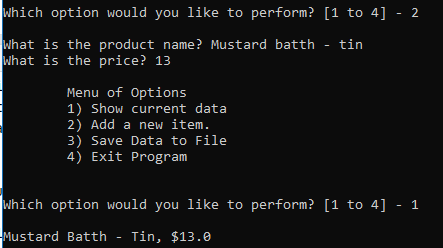 Which option would you like to perform? [1 to 4] - 2
What is the product name? Mustard batth - tin
What is the price? 13
Menu of Options
1) Show current data
2) Add a new item.
3) Save Data to File
4) Exit Program
Which option would you like to perform? [1 to 4] - 1
Mustard Batth - Tin, $13.0